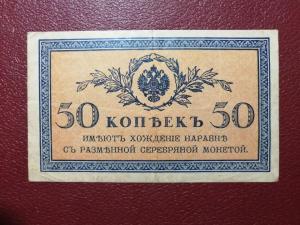 50 КОПѢЕКЪ 50
ИМѢЮТЪ ХОЖДЕНІЕ НАРАВНѢ
СЪ РАЗМѢННОЙ СЕРЕБРЯНОЙ МОНЕТОЙ.